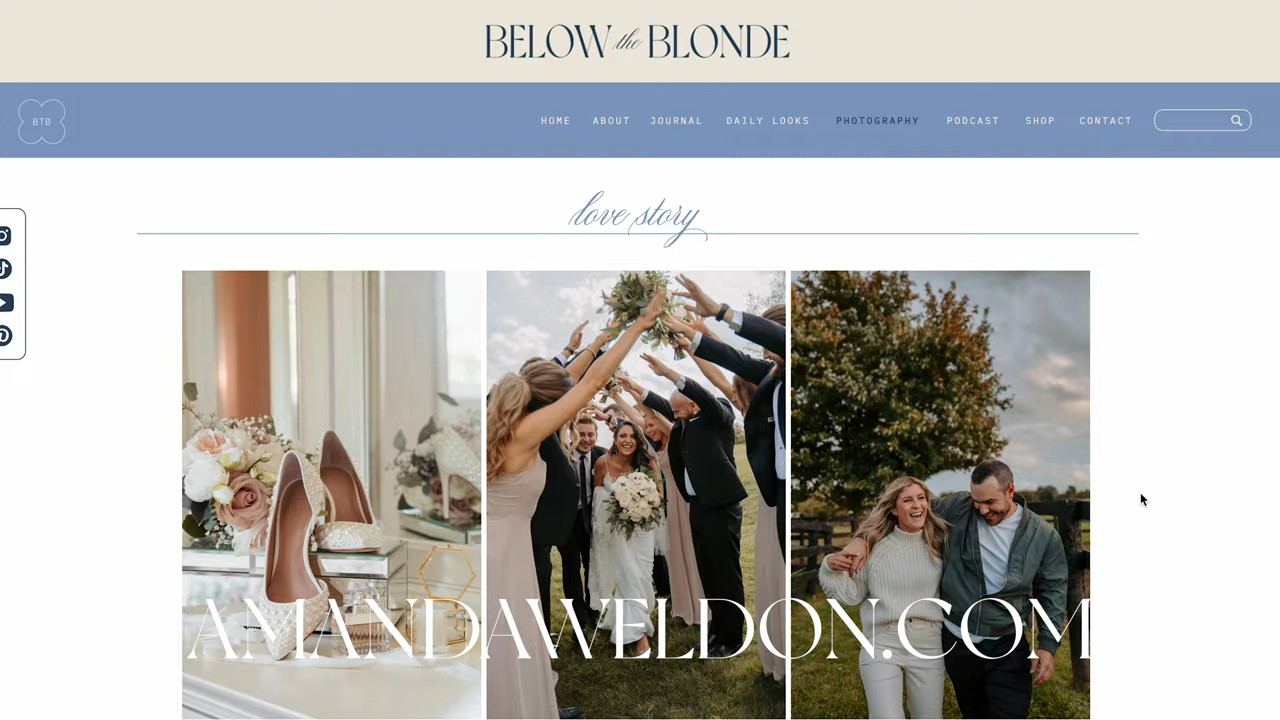 BELOW the BLONDE
BTB
HOME ABOUT JOURNAL DAILY LOOKS PHOTOGRAPHY PODCAST SHOP CONTACT
love story
AMANDAWELDON.COM